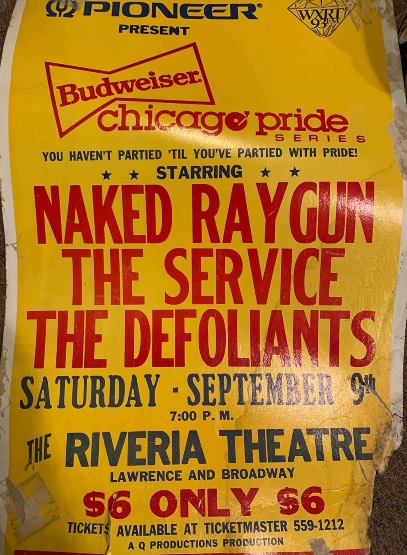 PIONEER®
WXRT
93
PRESENT
Budweiser
chicago pride
SERIES
YOU HAVEN'T PARTIED 'TIL YOU'VE PARTIED WITH PRIDE!
★ ★ STARRING ★ ★
NAKED RAYGUN
THE SERVICE
THE DEFOLIANTS
SATURDAY - SEPTEMBER 9th
7:00 P. M.
THE RIVERIA THEATRE
LAWRENCE AND BROADWAY
$6 ONLY $6
TICKETS AVAILABLE AT TICKETMASTER 559-1212
A Q PRODUCTIONS PRODUCTION